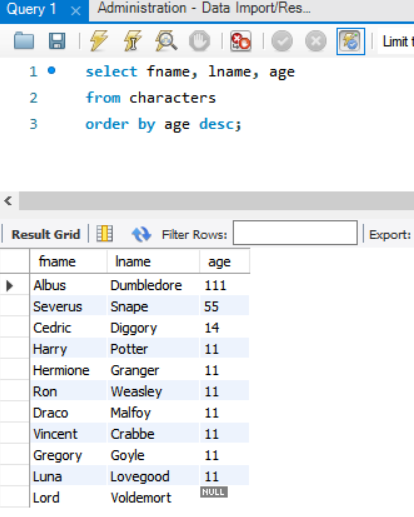 Query 1 × Administration - Data Import/Res...
Limit t
1 select fname, lname, age
2 from characters
3 order by age desc;
<
Result Grid Filter Rows: Export:
fname lname age
Albus Dumbledore 111
Severus Snape 55
Cedric Diggory 14
Harry Potter 11
Hermione Granger 11
Ron Weasley 11
Draco Malfoy 11
Vincent Crabbe 11
Gregory Goyle 11
Luna Lovegood 11
Lord Voldemort NULL